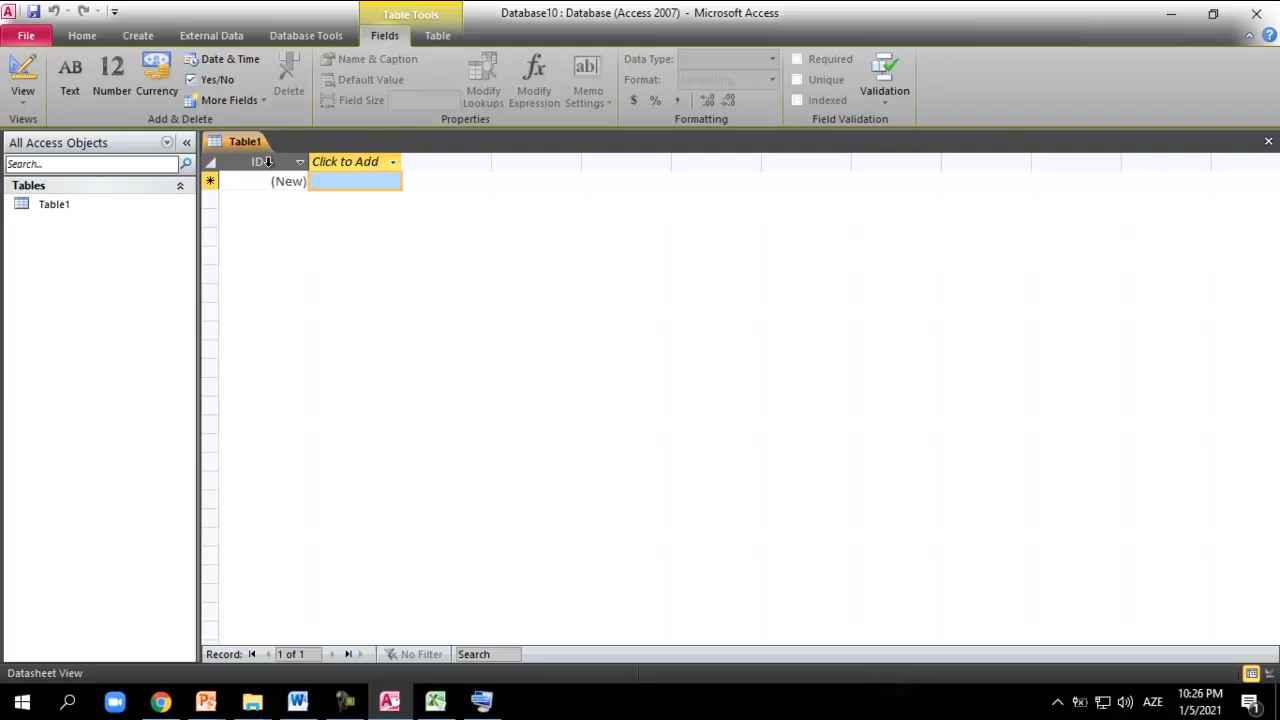 Table Tools
Database10 : Database (Access 2007) - Microsoft Access
File Home Create External Data Database Tools Fields Table
View
AB
Text
12
Number
Currency
Date & Time
Yes/No
More Fields
Delete
Name & Caption
Default Value
Field Size
Modify Lookups
fx
Modify Expression
ab
Memo Settings
Data Type:
Format: Formatting
$ % ,
Required
Unique
Indexed
Validation
Views Add & Delete Properties Formatting Field Validation
All Access Objects
Search...
Tables
Table1
Table1
ID Click to Add
(New)
Record: 1 of 1 No Filter Search
Datasheet View
AZE
10:26 PM
1/5/2021
1